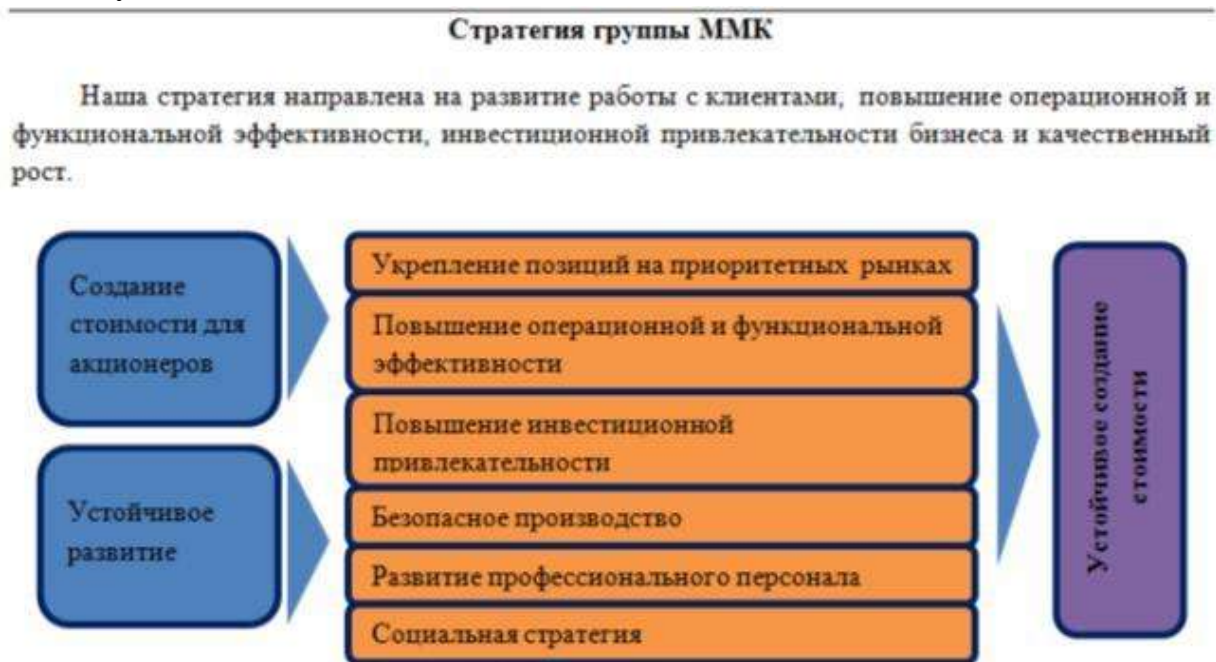 Стратегия группы ММК
Наша стратегия направлена на развитие работы с клиентами, повышение операционной и
функциональной эффективности, инвестиционной привлекательности бизнеса и качественный
рост.
Создание
стоимости для
акционеров
Устойчивое
развитие
Укрепление позиций на приоритетных рынках
Повышение операционной и функциональной
эффективности
Повышение инвестиционной
привлекательности
Безопасное производство
Развитие профессионального персонала
Социальная стратегия
Устойчивое создание
стоимости